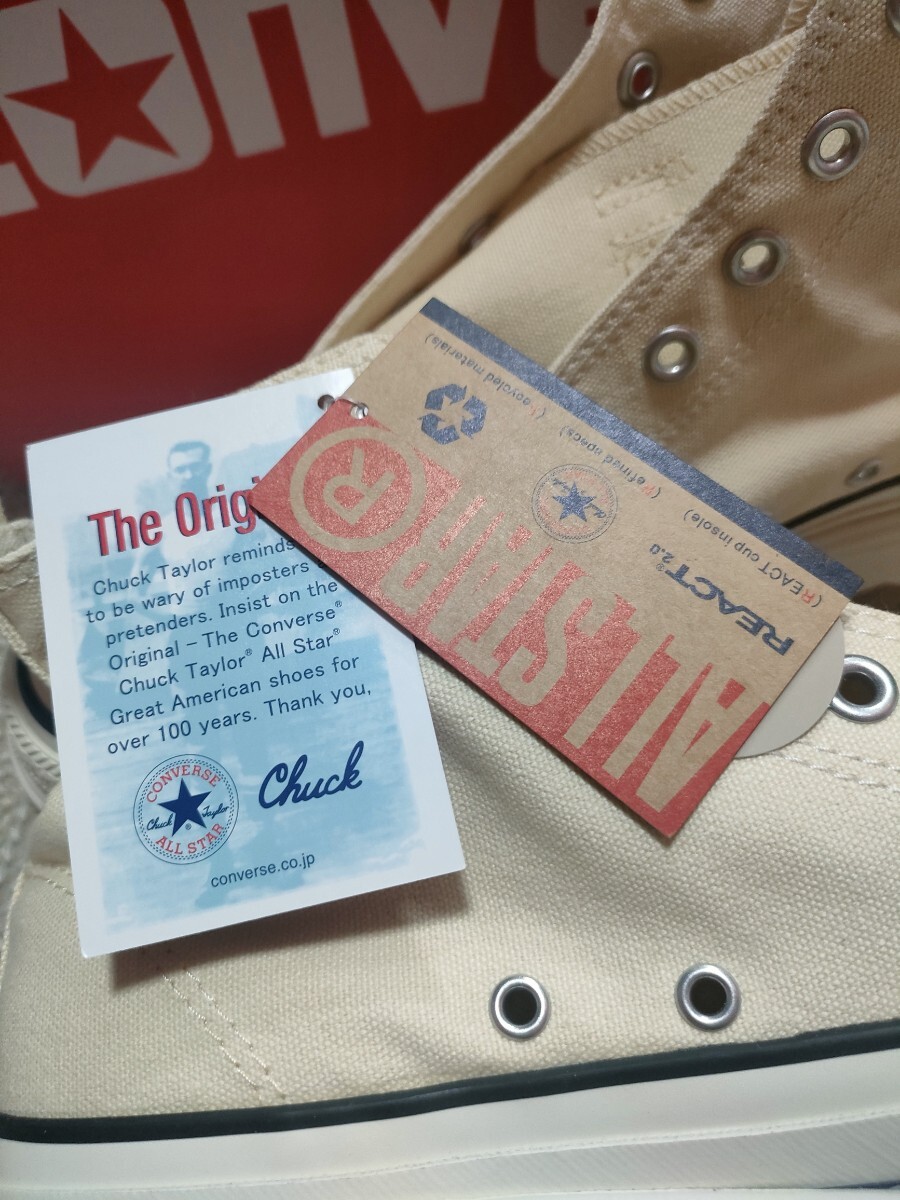 The Orig
Chuck Taylor reminds
to be wary of imposters
pretenders. Insist on the
Original – The Converse®
Chuck Taylor® All Star®
Great American shoes for
over 100 years. Thank you,
CONVERSE
Chuck Taylor
®
ALL STAR
Chuck
converse.co.jp
ALL STAR ®
REACT® 2.0
(REACT cup insole)
(Refined specs)
(Recycled materials)